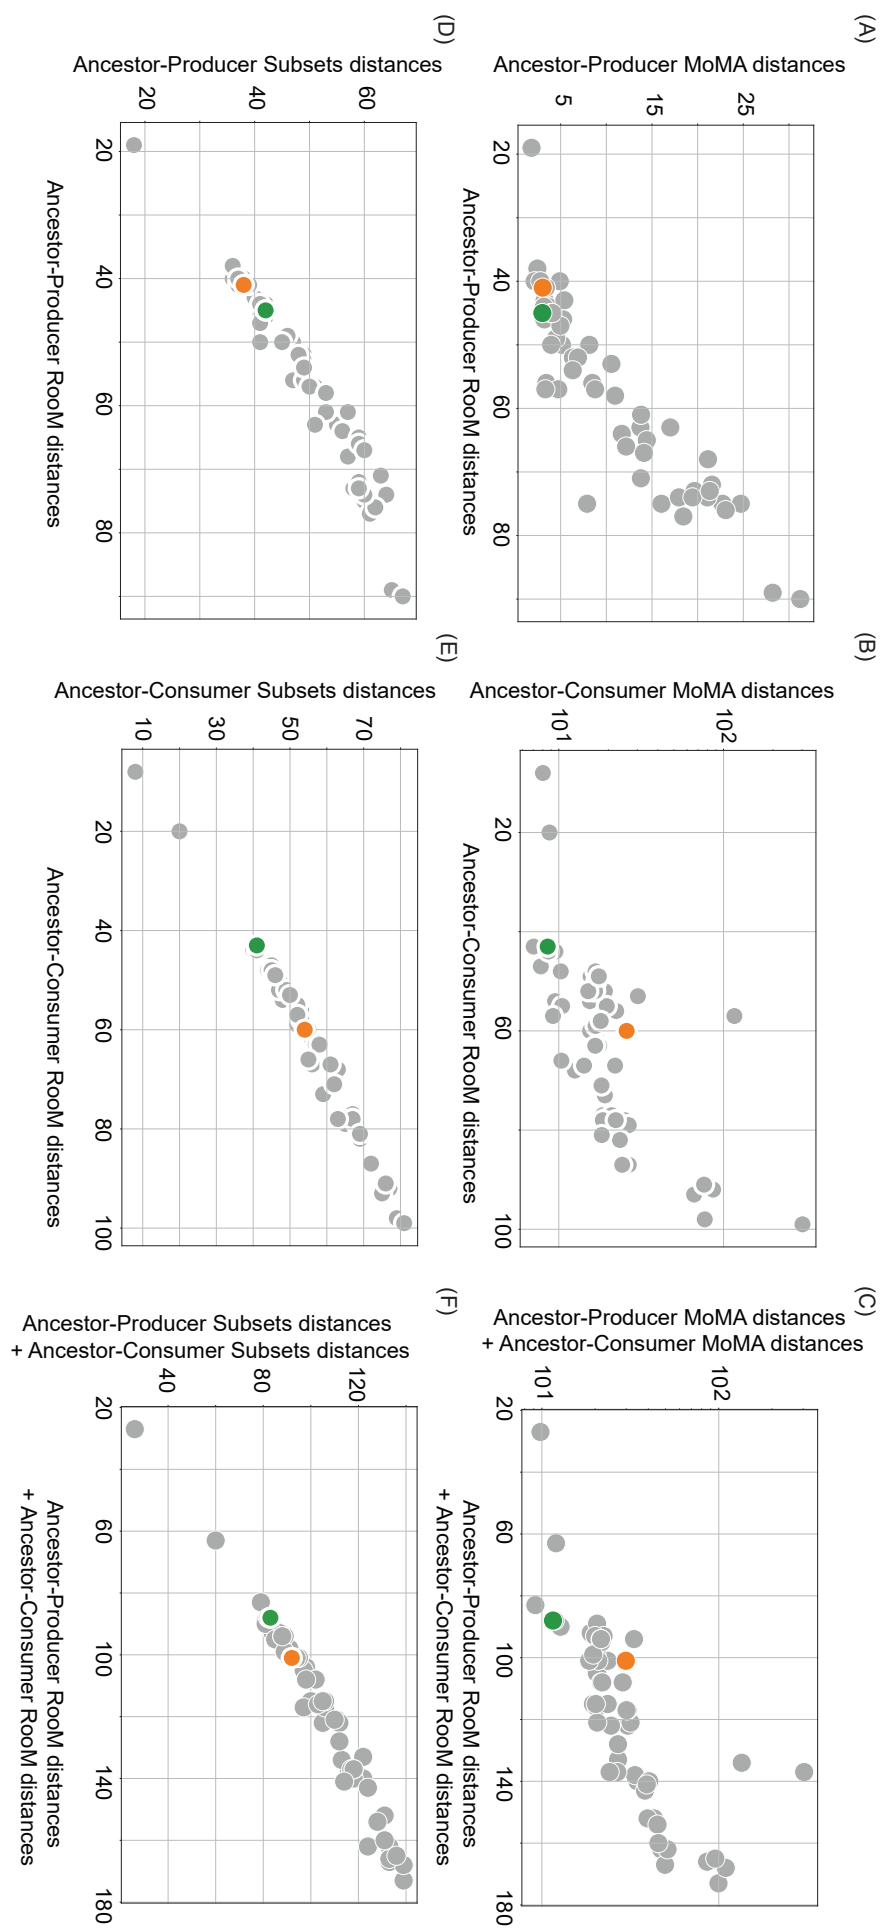 (A)
Ancestor-Producer MoMA distances
5
15
25
20
40
60
80
Ancestor-Producer RooM distances
(B)
Ancestor-Consumer MoMA distances
101
102
20
60
100
Ancestor-Consumer RooM distances
(C)
Ancestor-Producer MoMA distances
+ Ancestor-Consumer MoMA distances
101
102
20
60
100
140
180
Ancestor-Producer RooM distances
+ Ancestor-Consumer RooM distances
(D)
Ancestor-Producer Subsets distances
20
40
60
20
40
60
80
Ancestor-Producer RooM distances
(E)
Ancestor-Consumer Subsets distances
10
30
50
70
20
40
60
80
100
Ancestor-Consumer RooM distances
(F)
Ancestor-Producer Subsets distances
+ Ancestor-Consumer Subsets distances
40
80
120
20
60
100
140
180
Ancestor-Producer RooM distances
+ Ancestor-Consumer RooM distances